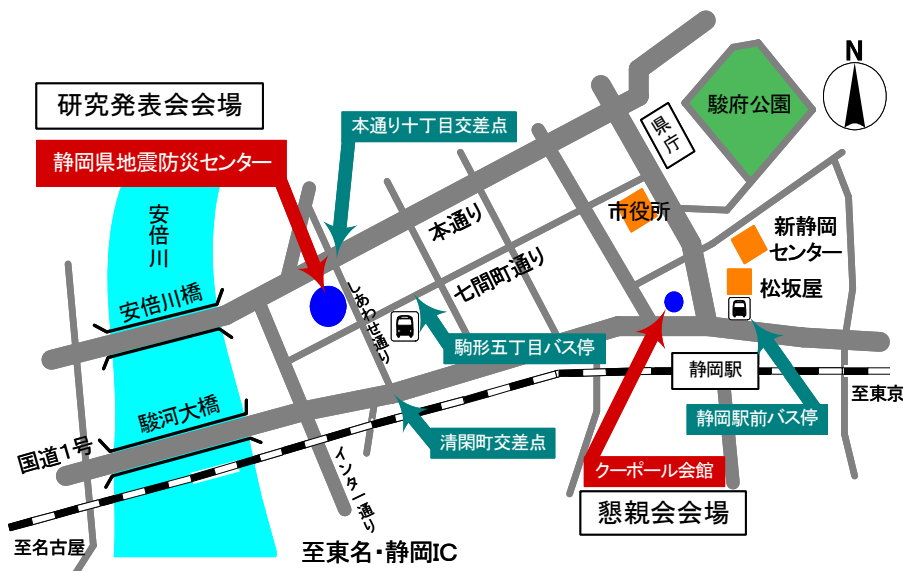 研究発表会会場
静岡県地震防災センター
本通り十丁目交差点
N
駿府公園
県庁
市役所
新静岡
センター
松坂屋
安倍川
本通り
七間町通り
しあわせ通り
安倍川橋
駒形五丁目バス停
静岡駅
至東京
静岡駅前バス停
駿河大橋
清閑町交差点
国道1号
クーポール会館
懇親会会場
インター通り
至名古屋
至東名・静岡IC